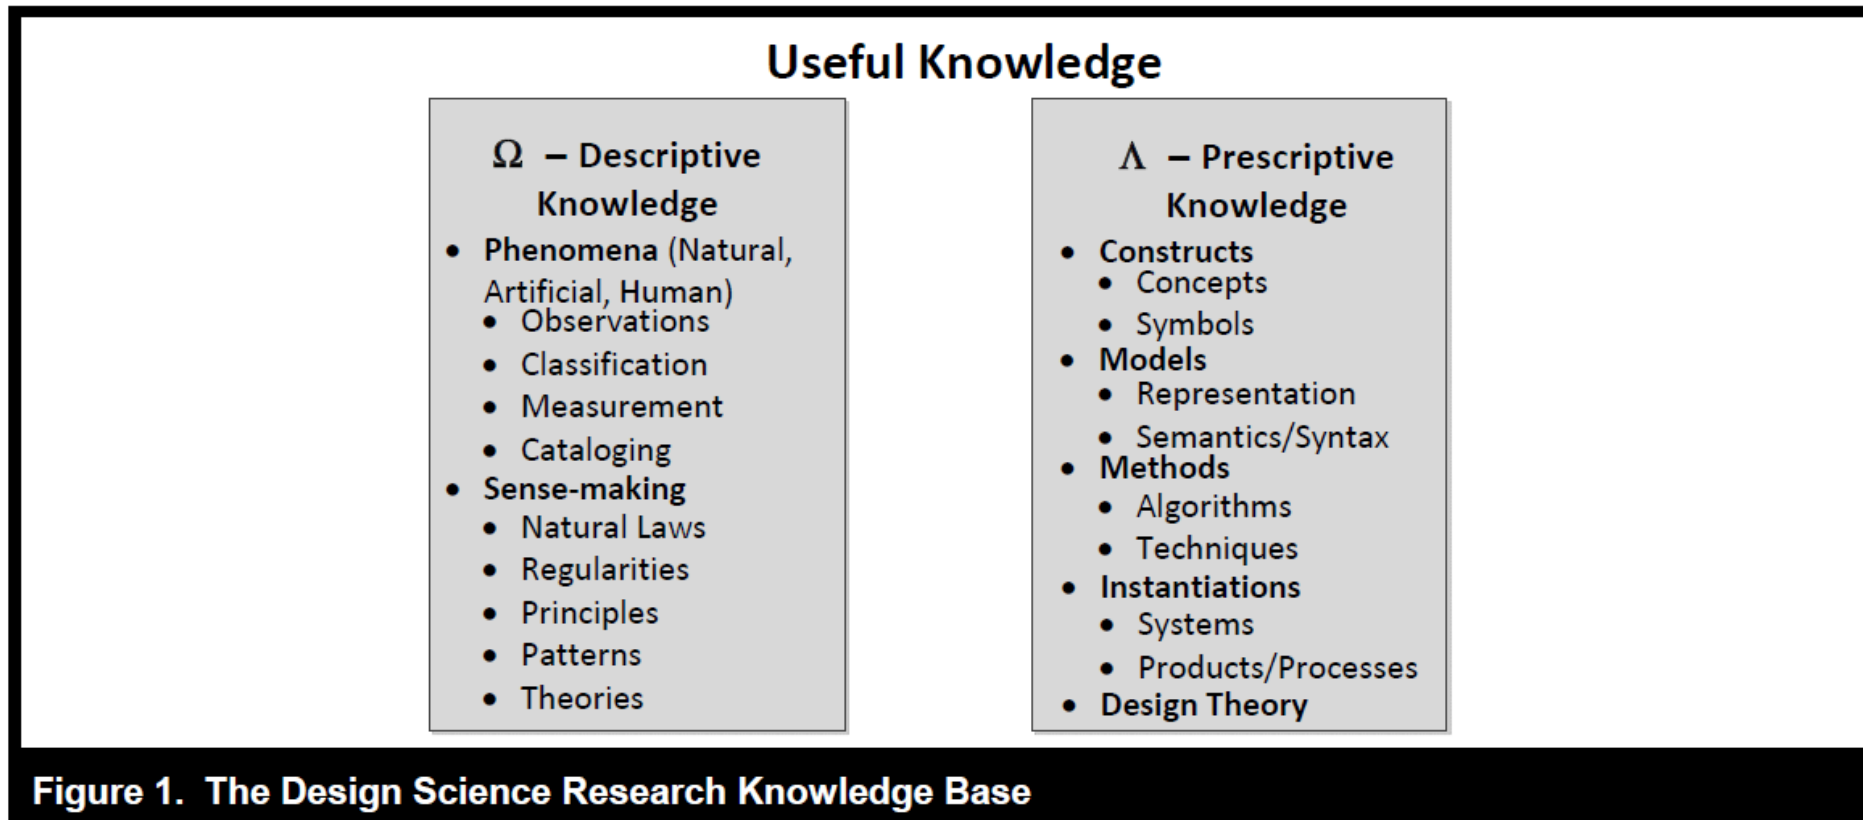 Useful Knowledge
Ω – Descriptive
Knowledge
• Phenomena (Natural,
Artificial, Human)
• Observations
• Classification
• Measurement
• Cataloging
• Sense-making
• Natural Laws
• Regularities
• Principles
• Patterns
• Theories
Λ – Prescriptive
Knowledge
• Constructs
• Concepts
• Symbols
• Models
• Representation
• Semantics/Syntax
• Methods
• Algorithms
• Techniques
• Instantiations
• Systems
• Products/Processes
• Design Theory
Figure 1. The Design Science Research Knowledge Base